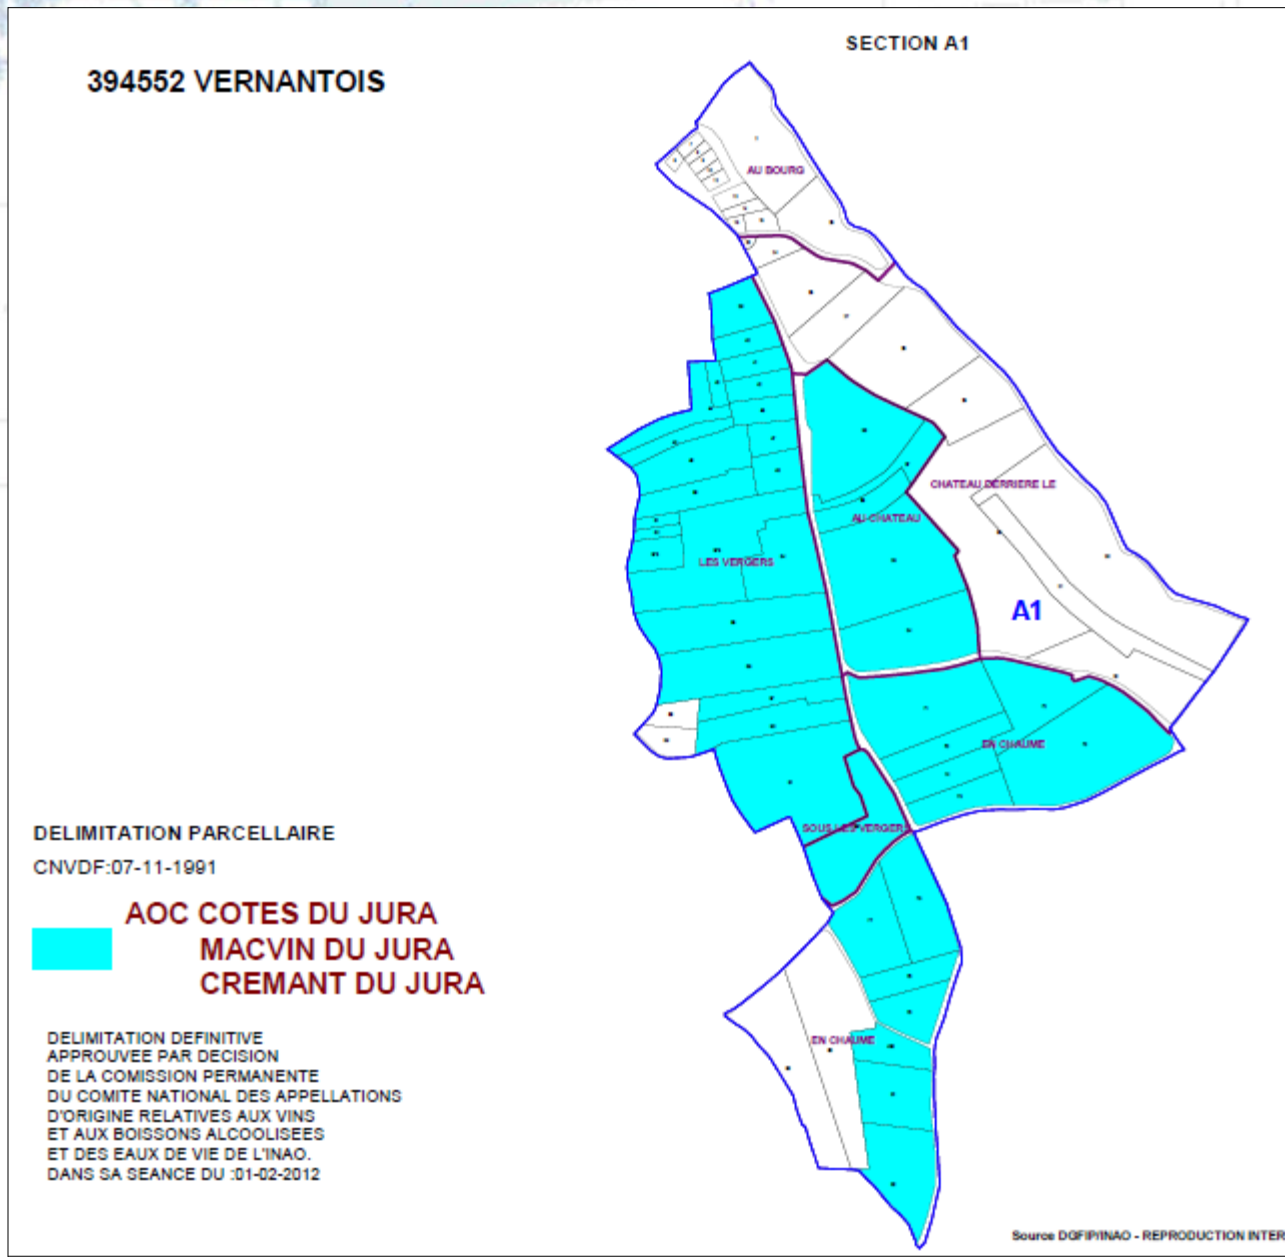 SECTION A1
394552 VERNANTOIS
AU BOURG
CHATEAU DERRIERE LE
AU CHATEAU
LES VERGERS
A1
EN CHAUME
SOUS LES VERGERS
EN CHAUME
DELIMITATION PARCELLAIRE
CNVDF:07-11-1991
AOC COTES DU JURA
MACVIN DU JURA
CREMANT DU JURA
DELIMITATION DEFINITIVE
APPROUVEE PAR DECISION
DE LA COMISSION PERMANENTE
DU COMITE NATIONAL DES APPELLATIONS
D'ORIGINE RELATIVES AUX VINS
ET AUX BOISSONS ALCOOLISEES
ET DES EAUX DE VIE DE L'INAO.
DANS SA SEANCE DU :01-02-2012
Source DGFIP/INAO - REPRODUCTION INTER